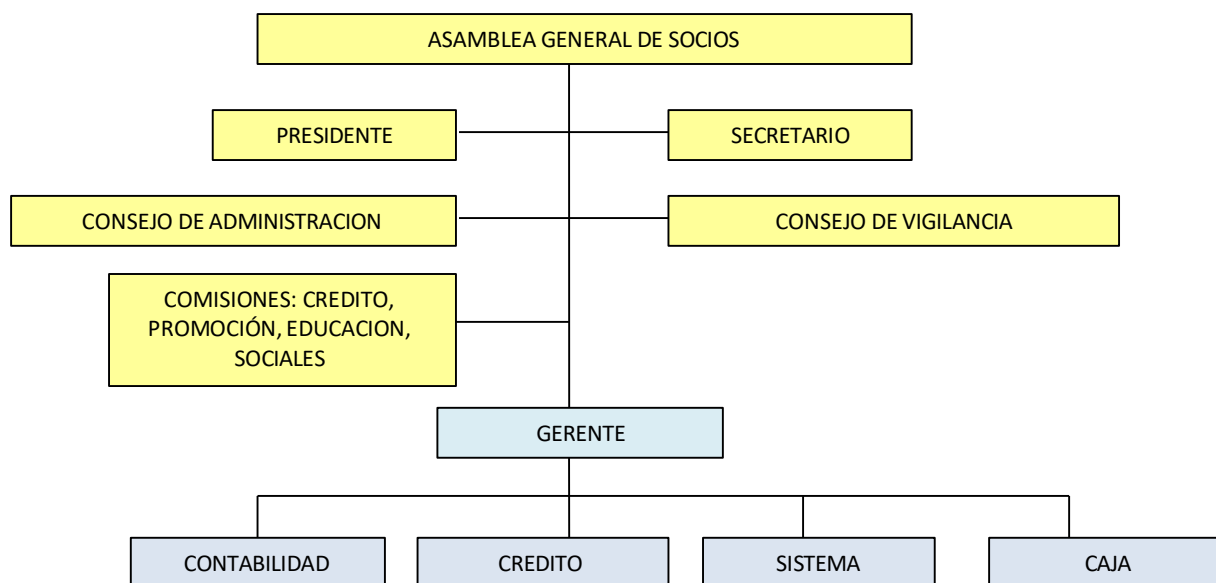 ASAMBLEA GENERAL DE SOCIOS
PRESIDENTE
SECRETARIO
CONSEJO DE ADMINISTRACION
CONSEJO DE VIGILANCIA
COMISIONES: CREDITO,
PROMOCIÓN, EDUCACION,
SOCIALES
GERENTE
CONTABILIDAD
CREDITO
SISTEMA
CAJA